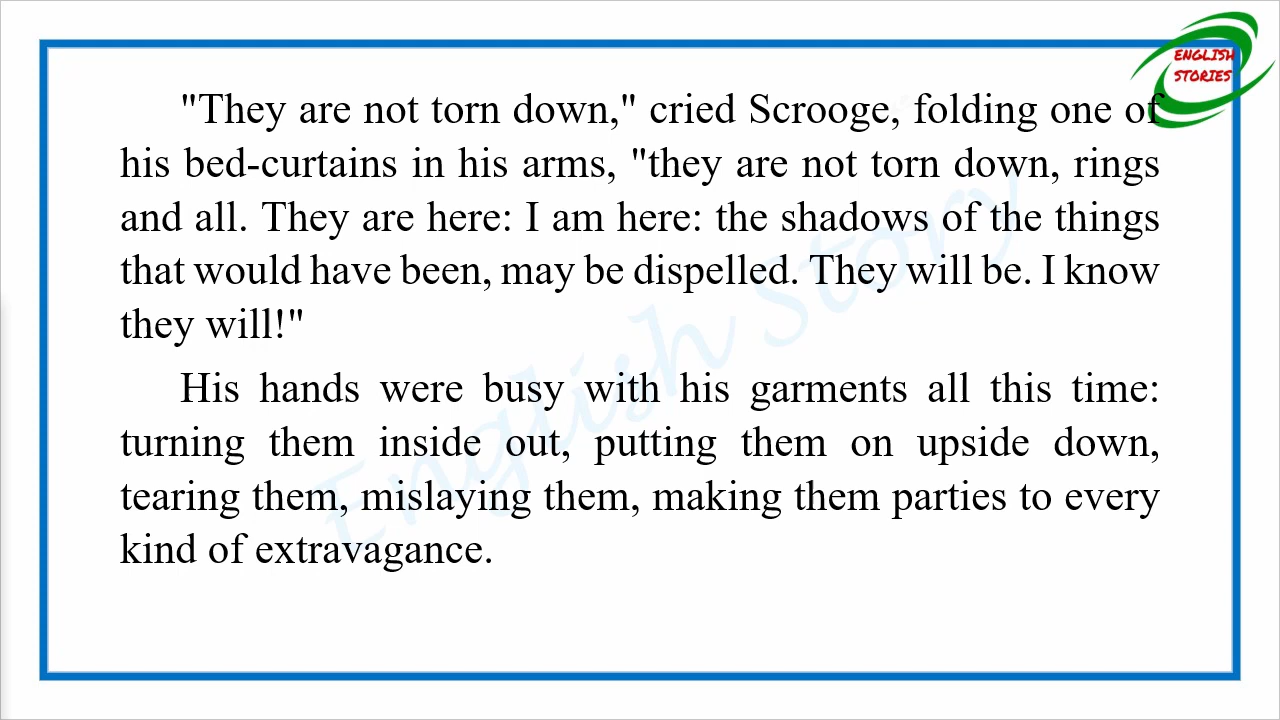 ENGLISH
STORIES
"They are not torn down," cried Scrooge, folding one of
his bed-curtains in his arms, "they are not torn down, rings
and all. They are here: I am here: the shadows of the things
that would have been, may be dispelled. They will be. I know
they will!"
His hands were busy with his garments all this time:
turning them inside out, putting them on upside down,
tearing them, mislaying them, making them parties to every
kind of extravagance.
English Story